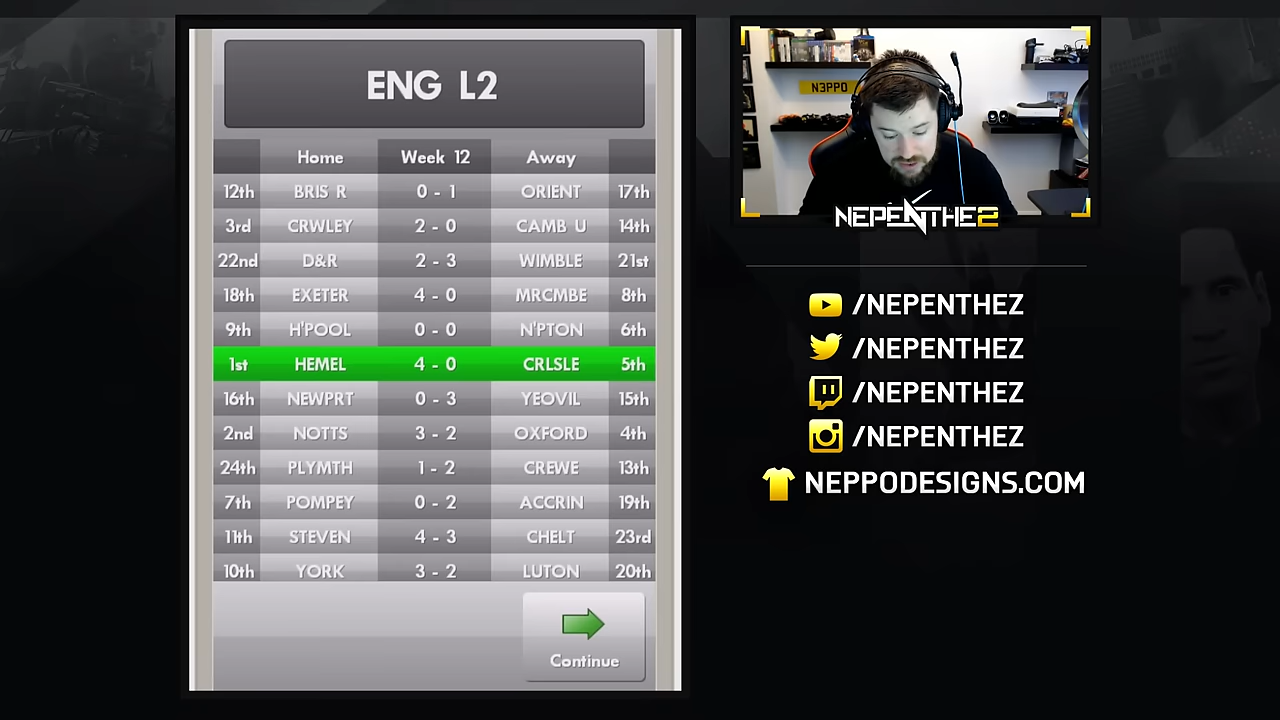 ENG L2
Home Week 12 Away
12th BRIS R 0 - 1 ORIENT 17th
3rd CRWLEY 2 - 0 CAMB U 14th
22nd D&R 2 - 3 WIMBLE 21st
18th EXETER 4 - 0 MRCMBE 8th
9th H'POOL 0 - 0 N'PTON 6th
1st HEMEL 4 - 0 CRLSLE 5th
16th NEWPRT 0 - 3 YEOVIL 15th
2nd NOTTS 3 - 2 OXFORD 4th
24th PLYMTH 1 - 2 CREWE 13th
7th POMPEY 0 - 2 ACCRIN 19th
11th STEVEN 4 - 3 CHELT 23rd
10th YORK 3 - 2 LUTON 20th
Continue
N3PPO
NEPENTHEZ
/NEPENTHEZ
/NEPENTHEZ
/NEPENTHEZ
/NEPENTHEZ
NEPPODESIGNS.COM